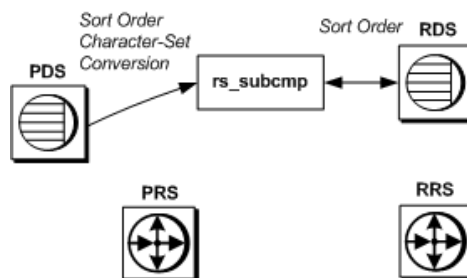 Sort Order
Character-Set
Conversion
Sort Order
RDS
PDS
rs_subcmp
PRS
RRS